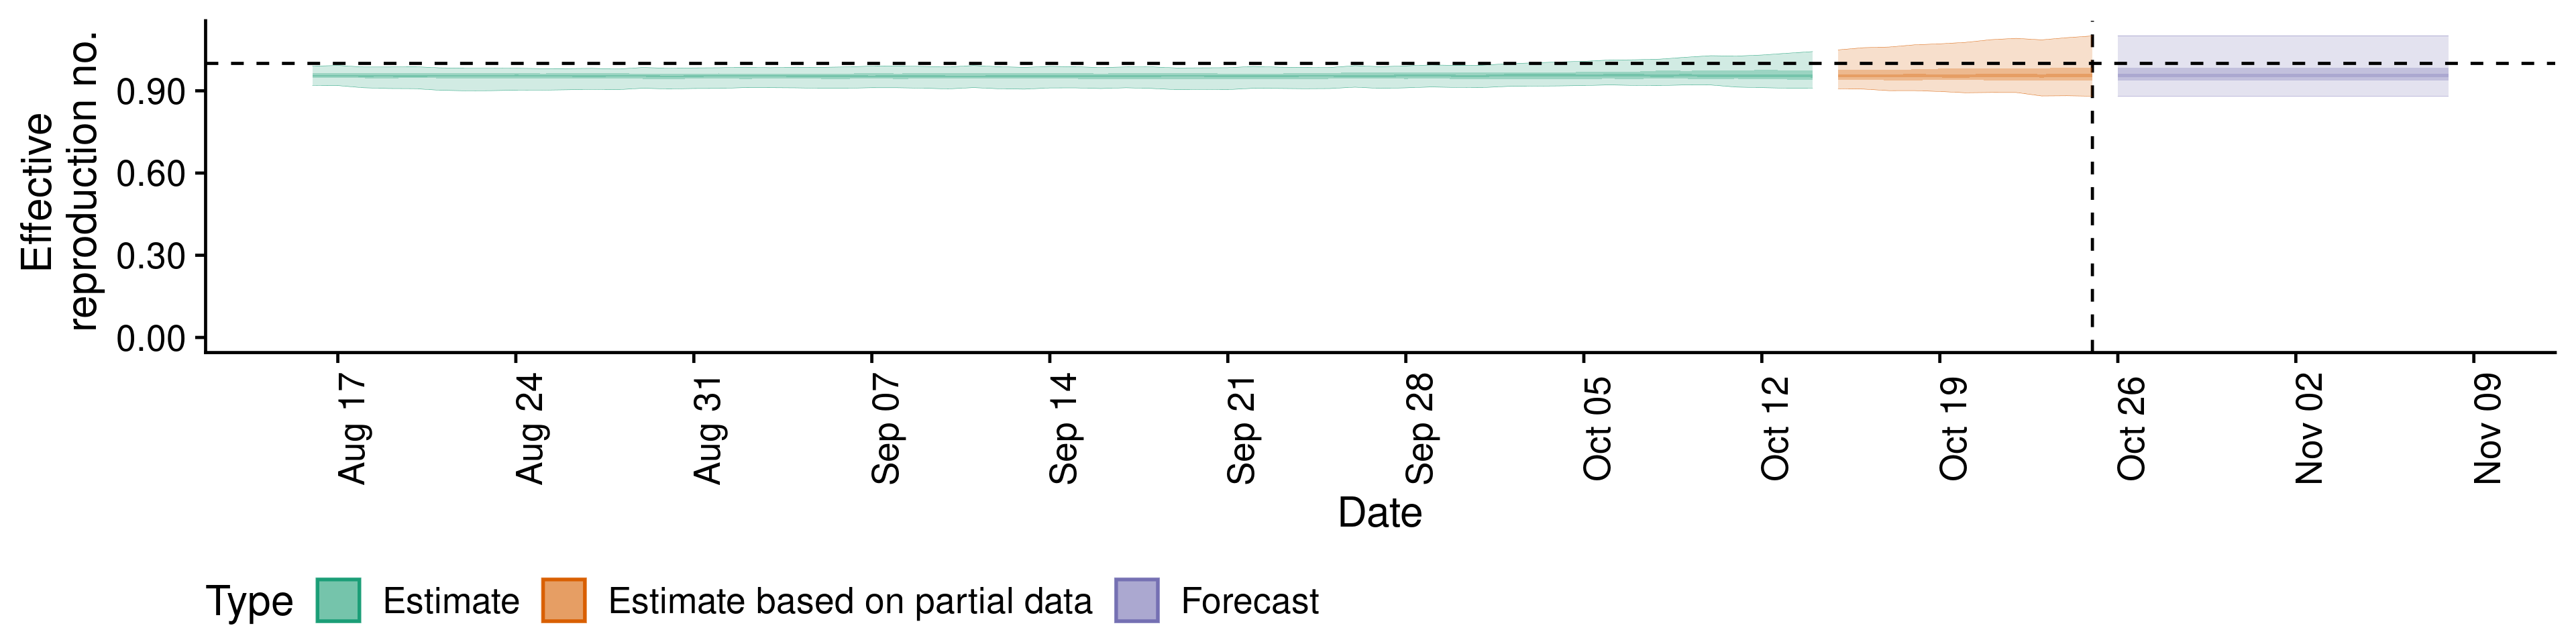 Effective
reproduction no.
0.90
0.60
0.30
0.00
Aug 17
Aug 24
Aug 31
Sep 07
Sep 14
Sep 21
Sep 28
Oct 05
Oct 12
Oct 19
Oct 26
Nov 02
Nov 09
Date
Type Estimate Estimate based on partial data Forecast